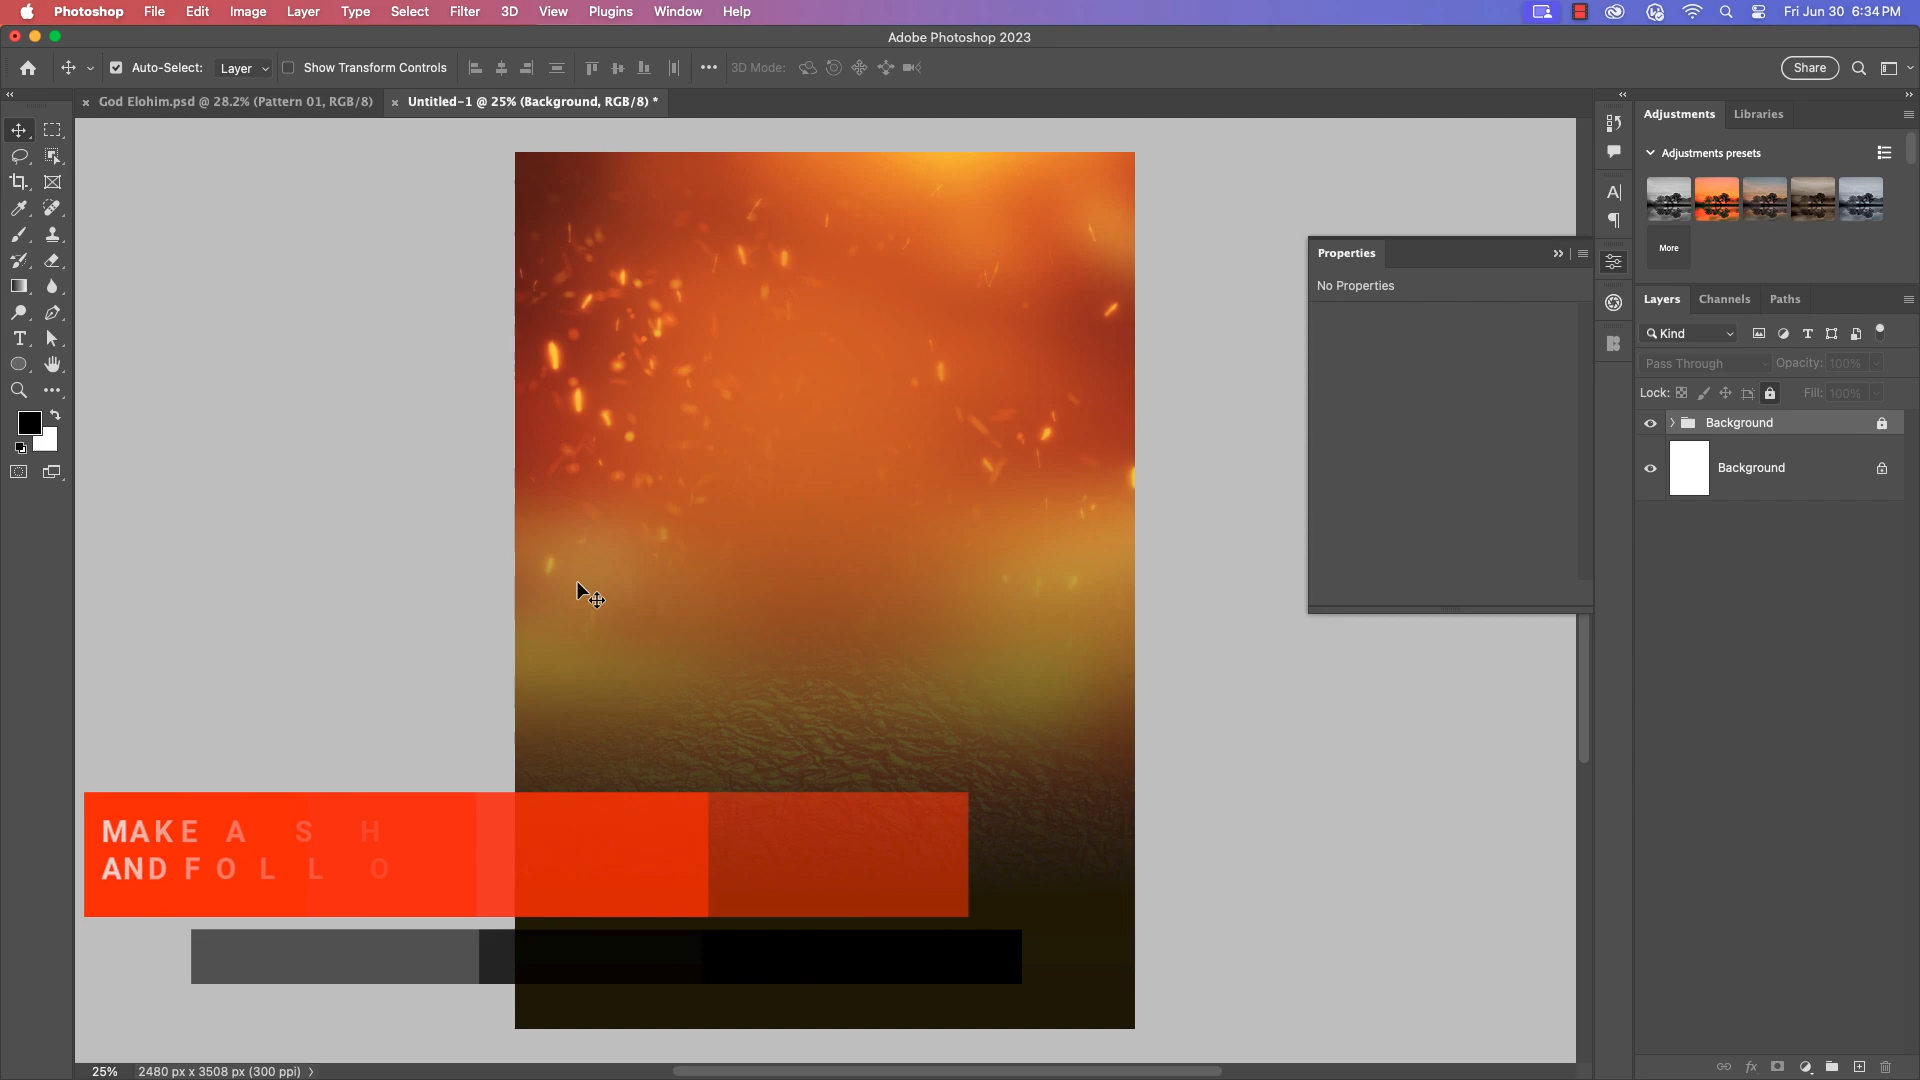 Photoshop File Edit Image Layer Type Select Filter 3D View Plugins Window Help Fri Jun 30 6:34 PM
Adobe Photoshop 2023
Auto-Select: Layer Show Transform Controls 3D Mode: Share
God Elohim.psd @ 28.2% (Pattern 01, RGB/8) Untitled-1 @ 25% (Background, RGB/8) *
Adjustments Libraries
Adjustments presets
More
Properties
No Properties
Layers Channels Paths
Kind
Pass Through Opacity: 100%
Lock: Fill: 100%
Background
Background
MAKE A S H
AND F O L L O
25% 2480 px x 3508 px (300 ppi)